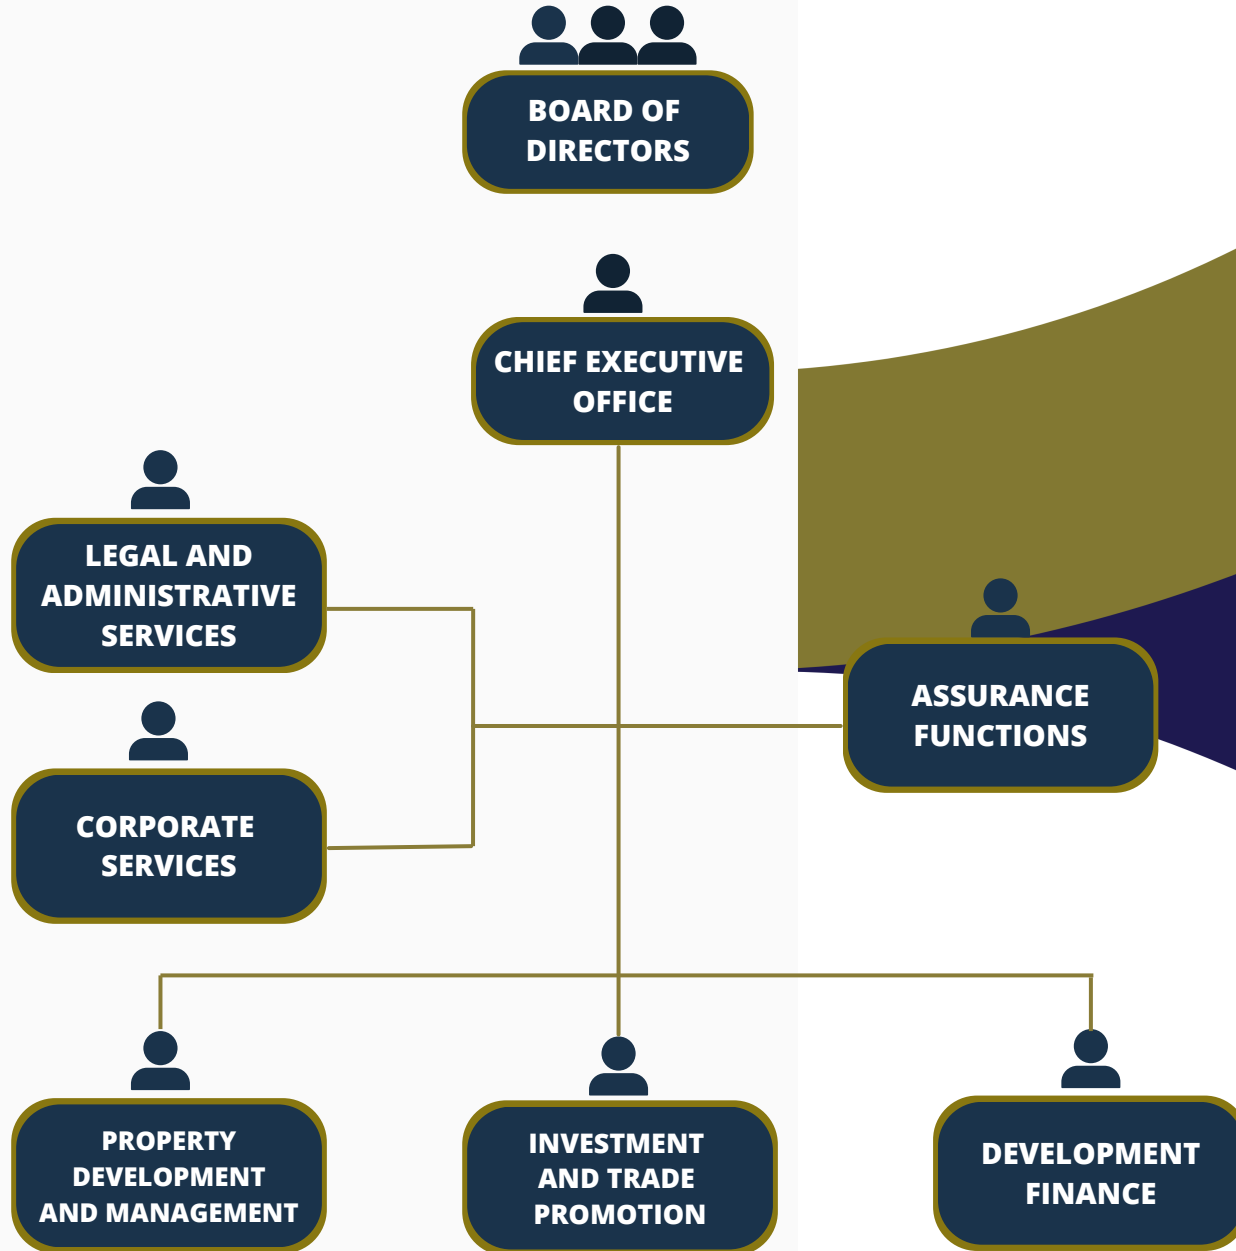 BOARD OF
DIRECTORS
CHIEF EXECUTIVE
OFFICE
LEGAL AND
ADMINISTRATIVE
SERVICES
ASSURANCE
FUNCTIONS
CORPORATE
SERVICES
PROPERTY
DEVELOPMENT
AND MANAGEMENT
INVESTMENT
AND TRADE
PROMOTION
DEVELOPMENT
FINANCE